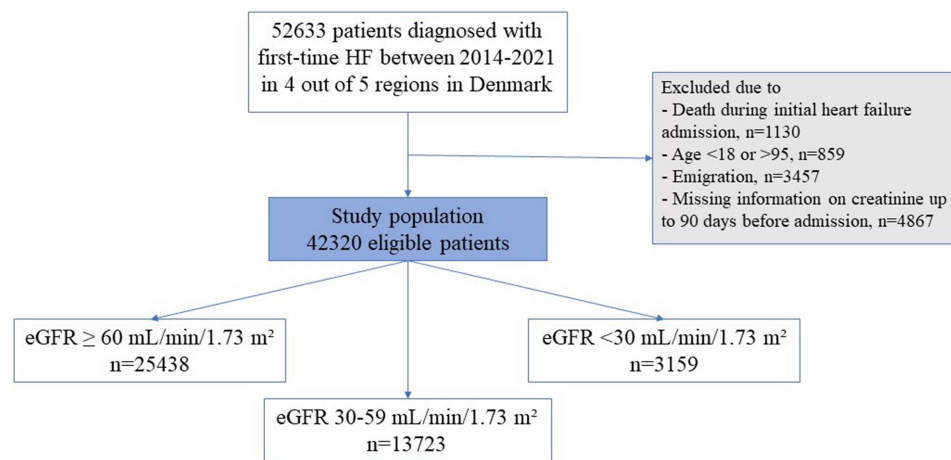 52633 patients diagnosed with
first-time HF between 2014-2021
in 4 out of 5 regions in Denmark
Excluded due to
- Death during initial heart failure
admission, n=1130
- Age <18 or >95, n=859
- Emigration, n=3457
- Missing information on creatinine up
to 90 days before admission, n=4867
Study population
42320 eligible patients
eGFR ≥ 60 mL/min/1.73 m²
n=25438
eGFR <30 mL/min/1.73 m²
n=3159
eGFR 30-59 mL/min/1.73 m²
n=13723